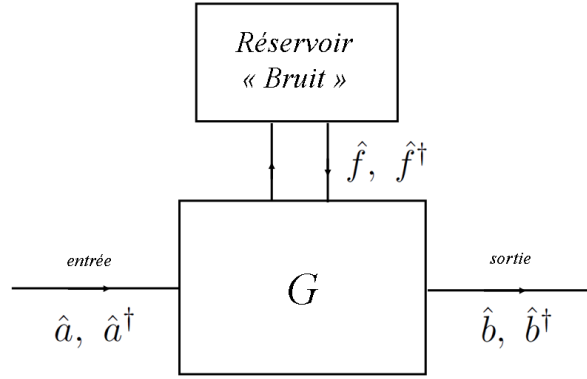 Réservoir
« Bruit »
f̂, f̂†
entrée
sortie
G
â, â†
b̂, b̂†